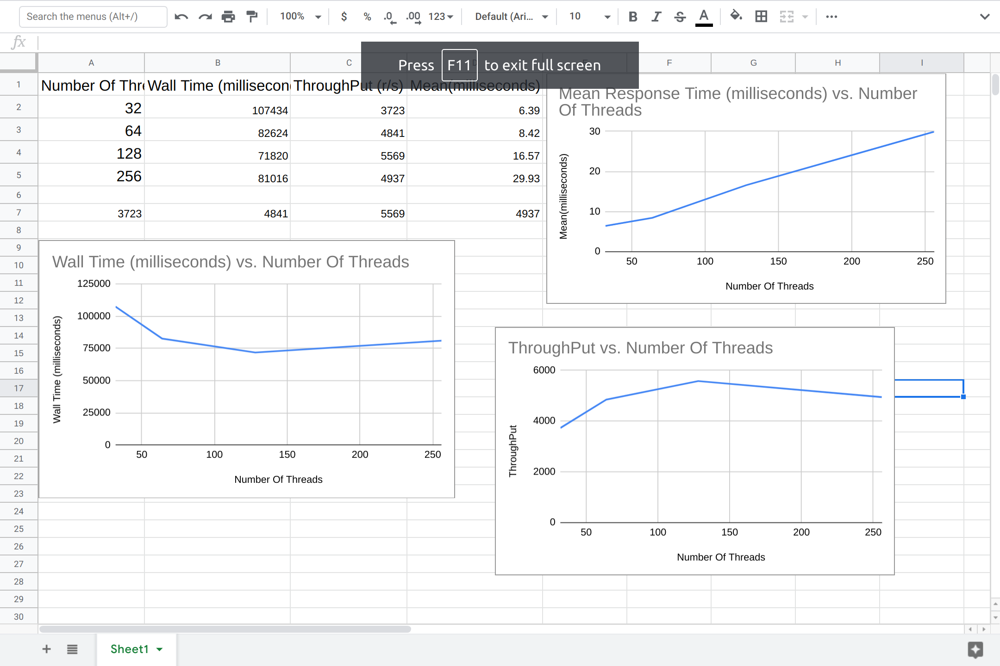 Search the menus (Alt+/) 100% $ % .0 .00 123 Default (Ari... 10 B I S A
fx
Press F11 to exit full screen
A B C F G H I
1 Number Of Thre Wall Time (millisecon ThroughPut (r/s) Mean(milliseconds)
2 32 107434 3723 6.39
3 64 82624 4841 8.42
4 128 71820 5569 16.57
5 256 81016 4937 29.93
6
7 3723 4841 5569 4937
8
9
10
11
12
13
14
15
16
17
18
19
20
21
22
23
24
25
26
27
28
29
30
Mean Response Time (milliseconds) vs. Number
Of Threads
Mean(milliseconds)
30
20
10
0
50 100 150 200 250
Number Of Threads
Wall Time (milliseconds) vs. Number Of Threads
Wall Time (milliseconds)
125000
100000
75000
50000
25000
0
50 100 150 200 250
Number Of Threads
ThroughPut vs. Number Of Threads
ThroughPut
6000
4000
2000
0
50 100 150 200 250
Number Of Threads
Sheet1